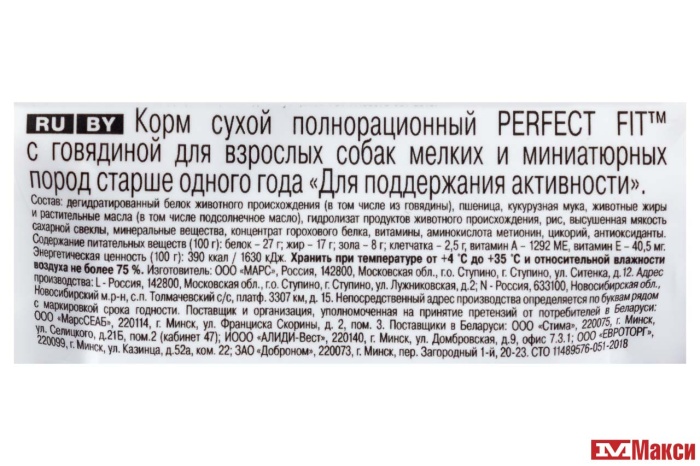 RU BY Корм сухой полнорационный PERFECT FIT™
с говядиной для взрослых собак мелких и миниатюрных
пород старше одного года «Для поддержания активности».
Состав: дегидратированный белок животного происхождения (в том числе из говядины), пшеница, кукурузная мука, животные жиры
и растительные масла (в том числе подсолнечное масло), гидролизат продуктов животного происхождения, рис, высушенная мякоть
сахарной свеклы, минеральные вещества, концентрат горохового белка, витамины, аминокислота метионин, цикорий, антиоксиданты.
Содержание питательных веществ (100 г): белок - 27 г; жир - 17 г; зола - 8 г; клетчатка - 2,5 г, витамин А - 1292 МЕ, витамин Е - 40,5 мг.
Энергетическая ценность (100 г): 390 ккал / 1630 кДж. Хранить при температуре от +4 °С до +35 °С и относительной влажности
воздуха не более 75 %. Изготовитель: ООО «МАРС», Россия, 142800, Московская обл., г.о. Ступино, г. Ступино, ул. Ситенка, д.12. Адреса
производства: L - Россия, 142800, Московская обл., г.о. Ступино, г. Ступино, ул. Лужниковская, д.2; N - Россия, 633100, Новосибирская обл.,
Новосибирский м.р-н, с.п. Толмачевский с/с, платф. 3307 км, д. 15. Непосредственный адрес производства определяется по буквам рядом
с маркировкой срока годности. Поставщик и организация, уполномоченная на принятие претензий от потребителей в Беларуси:
ООО «МарсСЕАБ», 220114, г. Минск, ул. Франциска Скорины, д. 2, пом. 3. Поставщики в Беларуси: ООО «Стима», 220075, г. Минск,
ул. Селицкого, д.21Б, пом.2 (кабинет 47); ИООО «АЛИДИ-Вест», 220140, г. Минск, ул. Домбровская, д.9, офис 7.3.1; ООО «ЕВРОТОРГ»,
220099, г. Минск, ул. Казинца, д.52а, ком. 22; ЗАО «Доброном», 220073, г. Минск, пер. Загородный 1-й, 20-23. СТО 11489576-051-2018
Макси